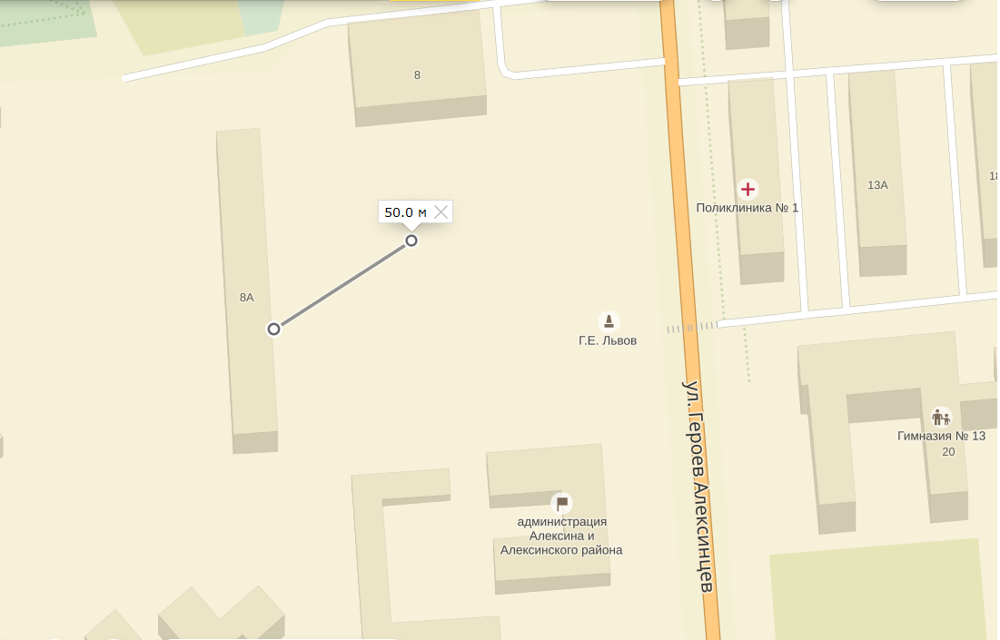 8
Поликлиника № 1
13А
18
50.0 м
8А
Г.Е. Львов
ул. Героев Алексинцев
Гимназия № 13
20
администрация
Алексина и
Алексинского района